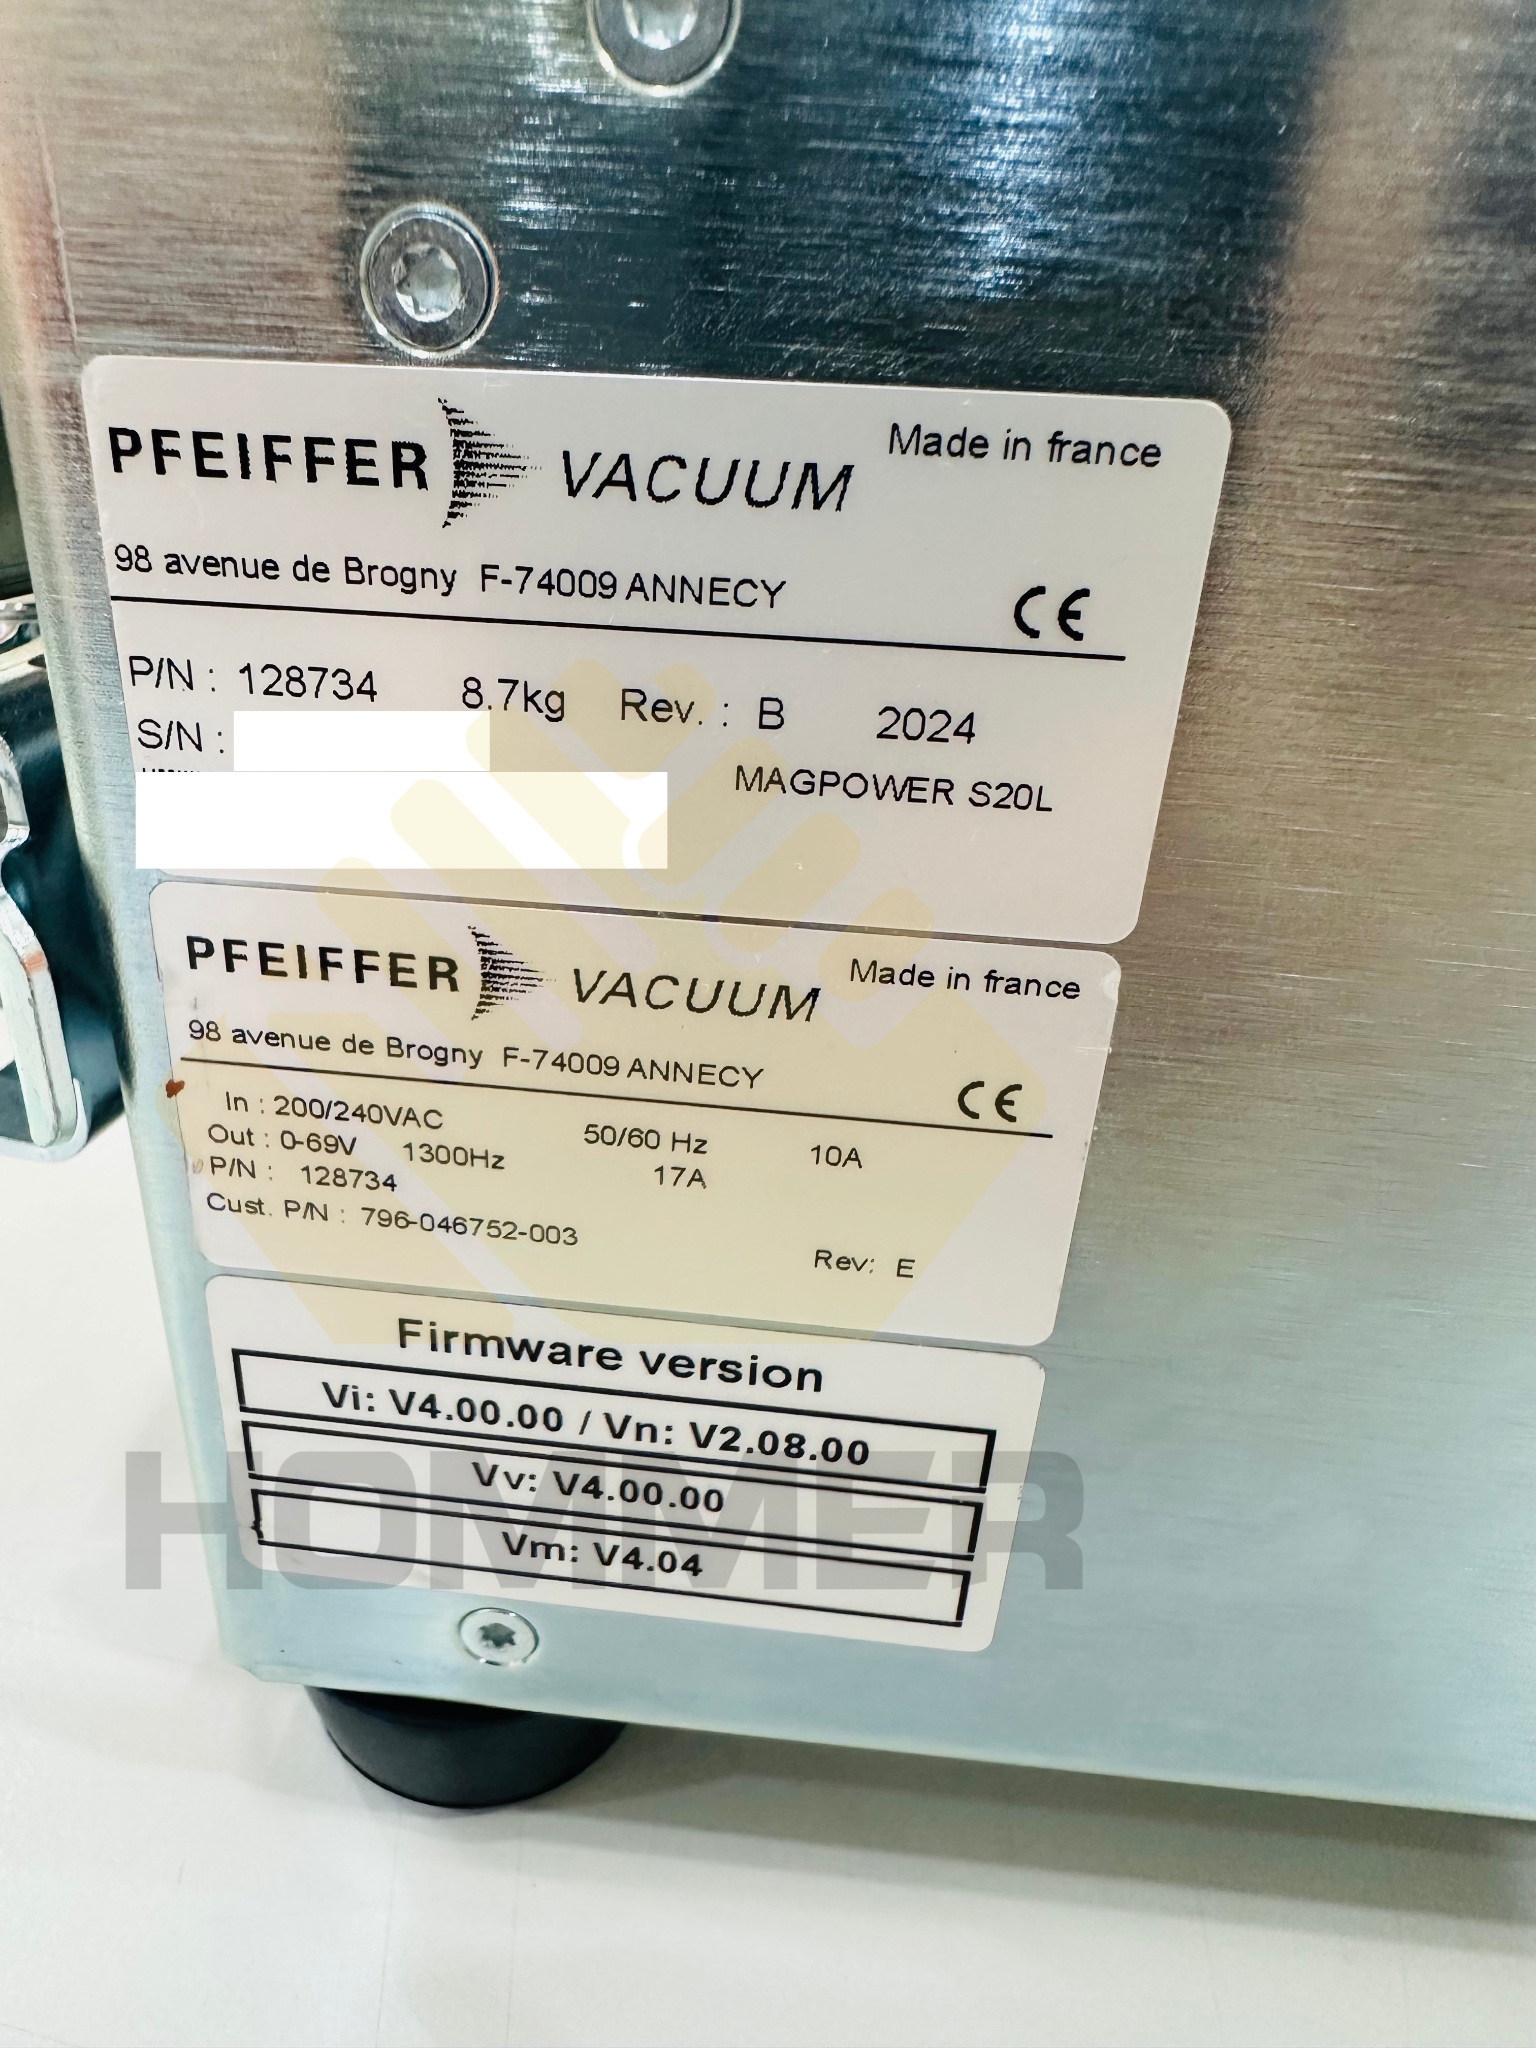 PFEIFFER VACUUM Made in france
98 avenue de Brogny F-74009 ANNECY CE
P/N : 128734 8.7kg Rev. : B 2024
S/N :
MAGPOWER S20L
PFEIFFER VACUUM Made in france
98 avenue de Brogny F-74009 ANNECY CE
In : 200/240VAC 50/60 Hz 10A
Out : 0-69V 1300Hz 17A
P/N : 128734
Cust. P/N : 796-046752-003
Rev: E
Firmware version
Vi: V4.00.00 / Vn: V2.08.00
Vv: V4.00.00
Vm: V4.04
HOMMER